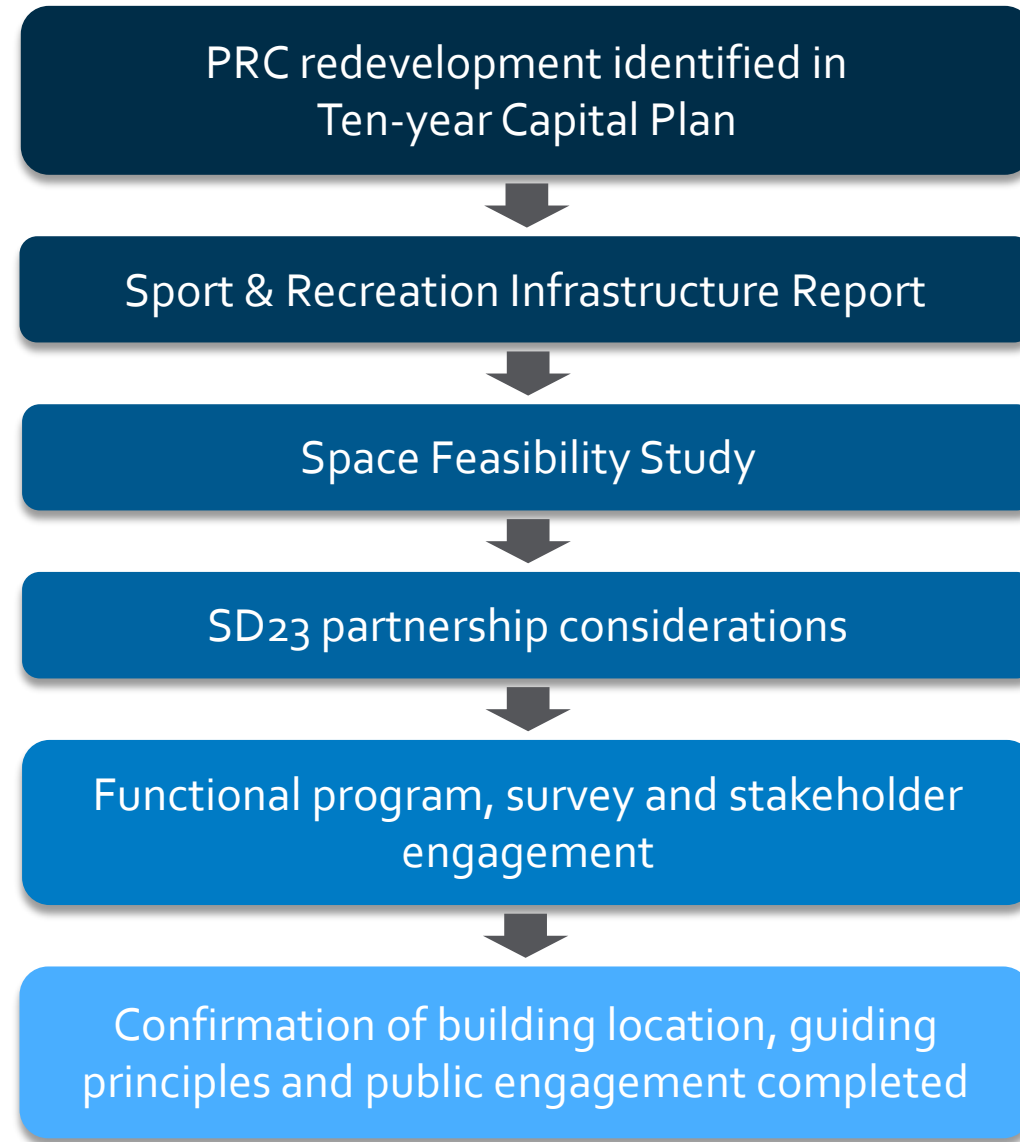 PRC redevelopment identified in
Ten-year Capital Plan
Sport & Recreation Infrastructure Report
Space Feasibility Study
SD23 partnership considerations
Functional program, survey and stakeholder
engagement
Confirmation of building location, guiding
principles and public engagement completed